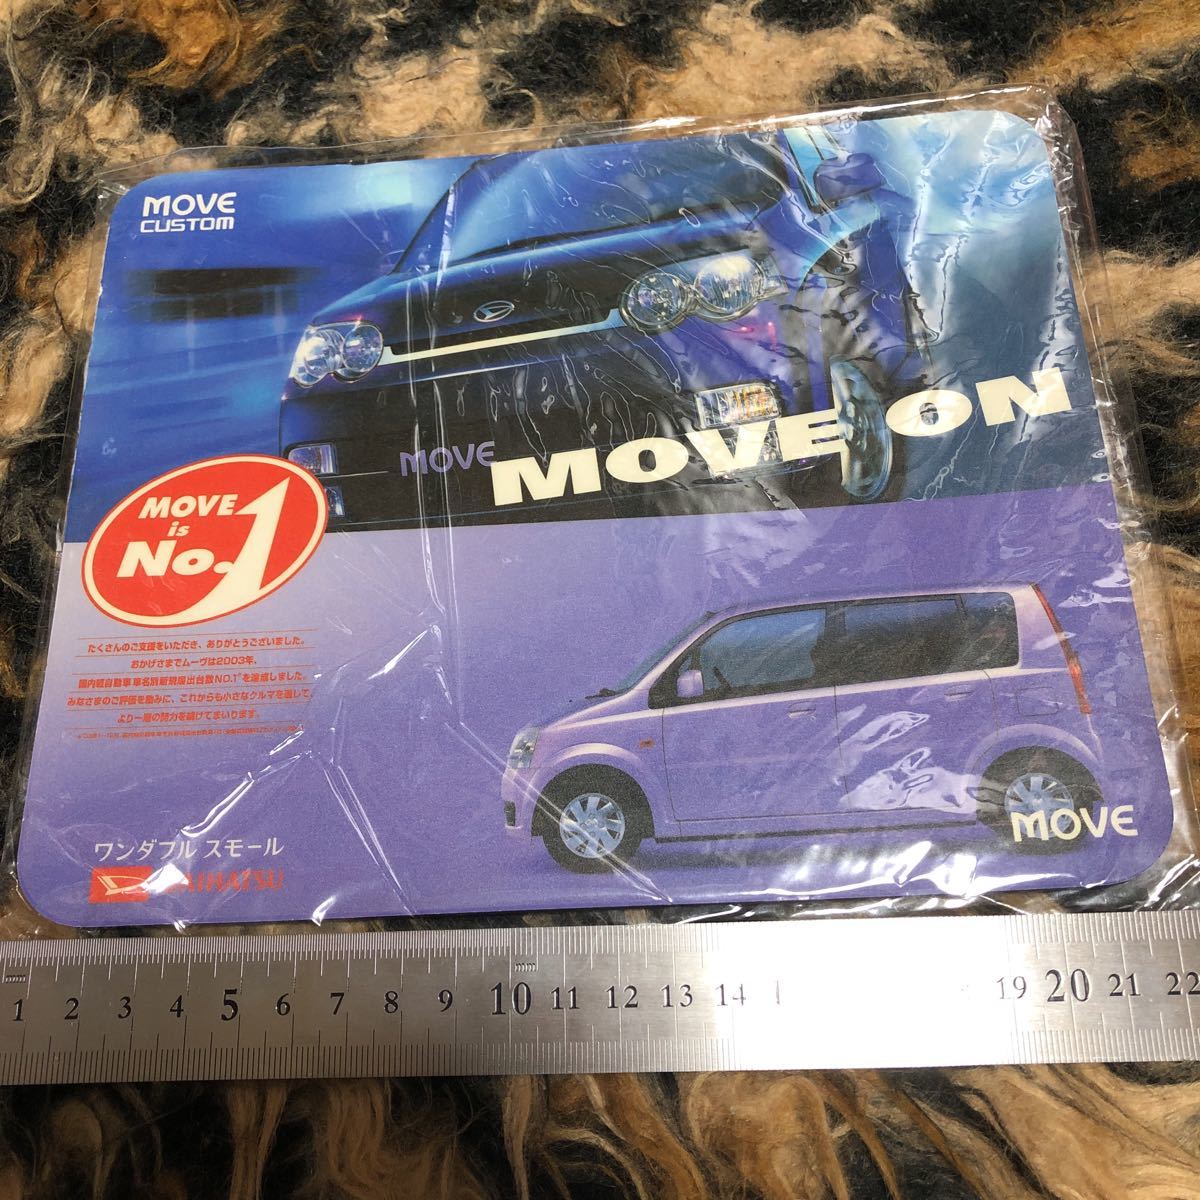 MOVE
CUSTOM
MOVE
MOVE ON
MOVE
is
No.1
たくさんのご支援をいただき、ありがとうございました。
おかげさまでムーヴは2003年、
国内軽自動車 車名別新規届出台数NO.1*を達成しました。
みなさまのご評価を励みに、これからも小さなクルマを通して、
より一層の努力を続けてまいります。
MOVE
ワンダフル スモール
DAIHATSU
1 2 3 4 5 6 7 8 9 10 11 12 13 14 19 20 21 22